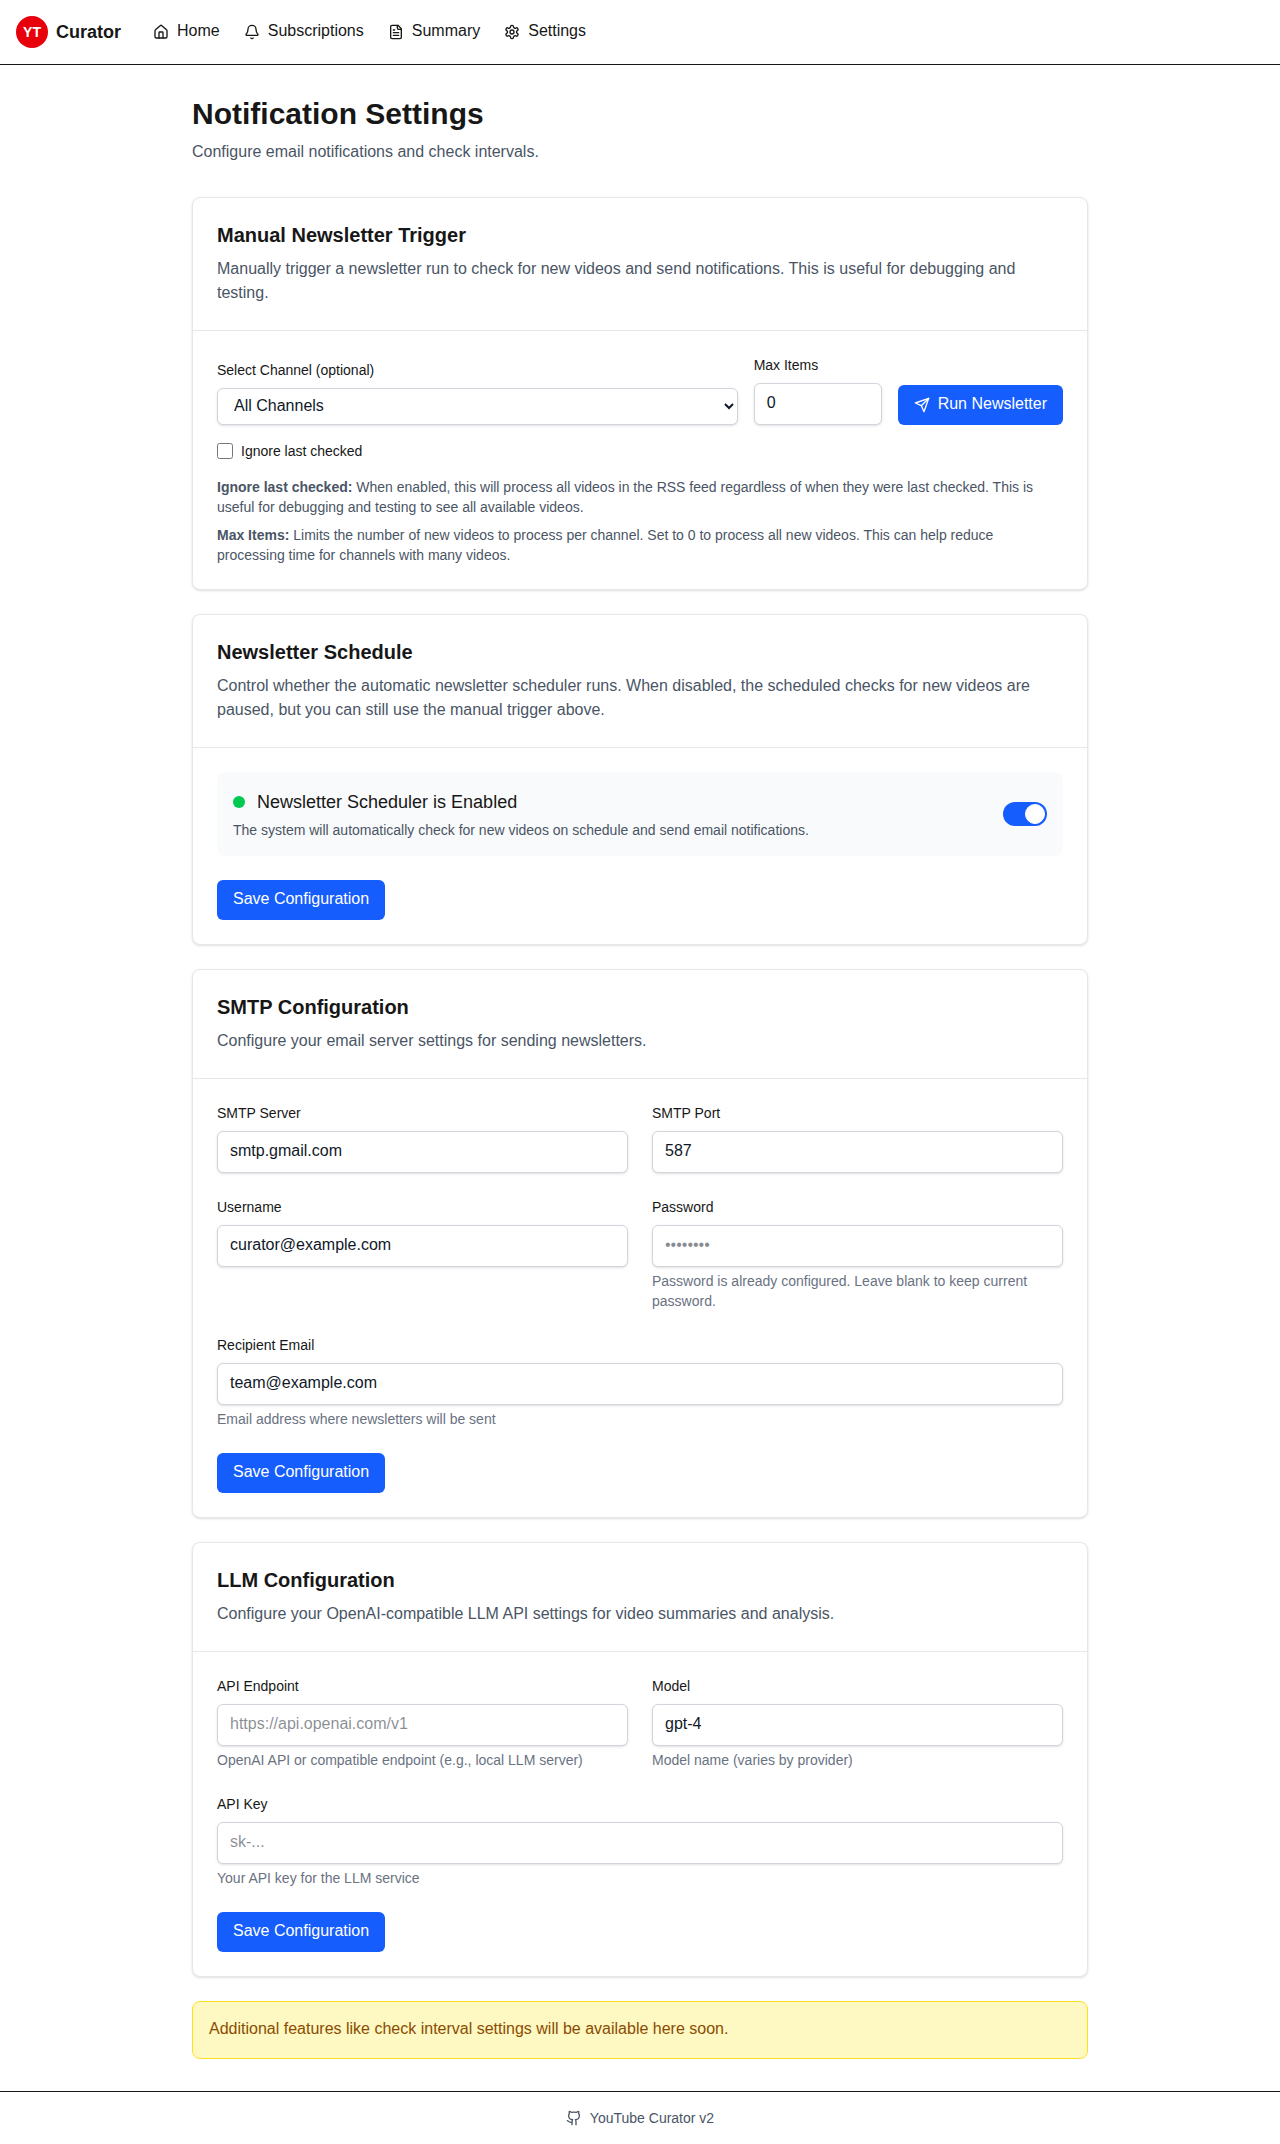 YT Curator Home Subscriptions Summary Settings
Notification Settings
Configure email notifications and check intervals.
Manual Newsletter Trigger
Manually trigger a newsletter run to check for new videos and send notifications. This is useful for debugging and
testing.
Select Channel (optional)
All Channels
Max Items
0
Run Newsletter
Ignore last checked
Ignore last checked: When enabled, this will process all videos in the RSS feed regardless of when they were last checked. This is
useful for debugging and testing to see all available videos.
Max Items: Limits the number of new videos to process per channel. Set to 0 to process all new videos. This can help reduce
processing time for channels with many videos.
Newsletter Schedule
Control whether the automatic newsletter scheduler runs. When disabled, the scheduled checks for new videos are
paused, but you can still use the manual trigger above.
Newsletter Scheduler is Enabled
The system will automatically check for new videos on schedule and send email notifications.
Save Configuration
SMTP Configuration
Configure your email server settings for sending newsletters.
SMTP Server
smtp.gmail.com
SMTP Port
587
Username
curator@example.com
Password
••••••••
Password is already configured. Leave blank to keep current
password.
Recipient Email
team@example.com
Email address where newsletters will be sent
Save Configuration
LLM Configuration
Configure your OpenAI-compatible LLM API settings for video summaries and analysis.
API Endpoint
https://api.openai.com/v1
OpenAI API or compatible endpoint (e.g., local LLM server)
Model
gpt-4
Model name (varies by provider)
API Key
sk-...
Your API key for the LLM service
Save Configuration
Additional features like check interval settings will be available here soon.
YouTube Curator v2